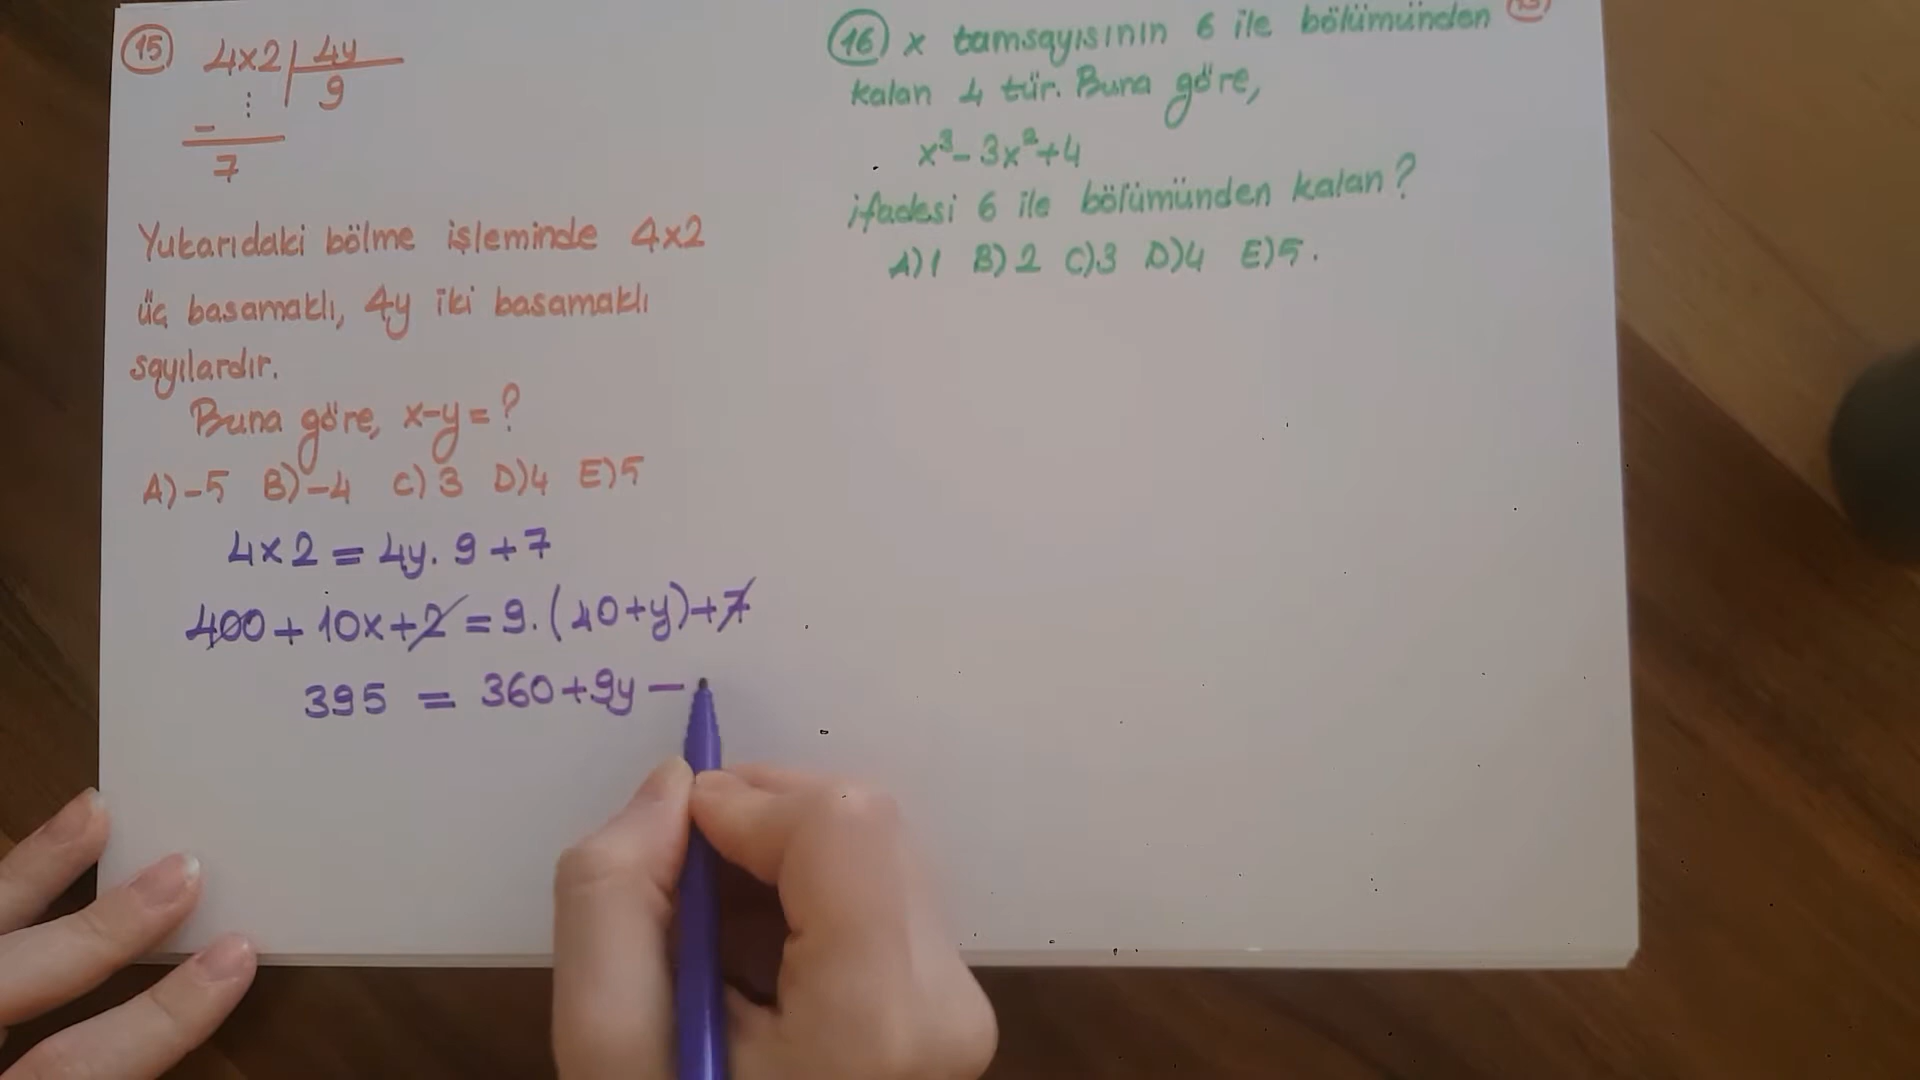 15
4x2 | 4y
9
⋮
-
7
Yukarıdaki bölme işleminde 4x2
üç basamaklı, 4y iki basamaklı
sayılardır.
Buna göre, x-y=?
A)-5 B)-4 C)3 D)4 E)5
4x2 = 4y. 9 + 7
400 + 10x + 2 = 9.(40+y)+7
395 = 360+9y -
16 x tamsayısının 6 ile bölümünden
kalan 4 tür. Buna göre,
x³- 3x²+4
ifadesi 6 ile bölümünden kalan?
A)1 B)2 C)3 D)4 E)5.